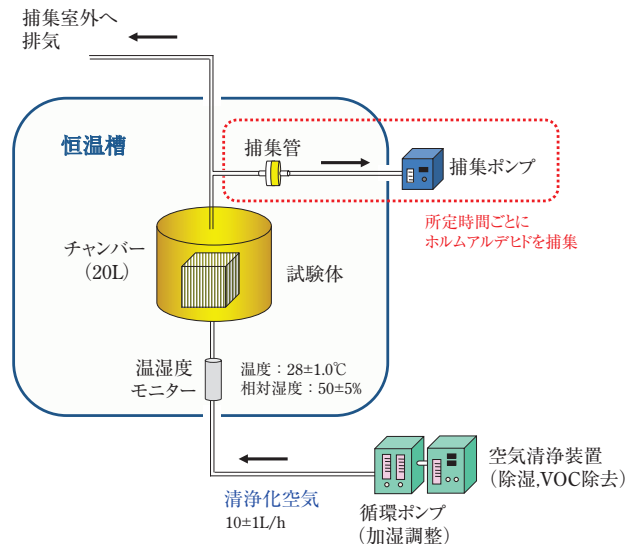 捕集室外へ
排気
恒温槽
捕集管
捕集ポンプ
所定時間ごとに
ホルムアルデヒドを捕集
チャンバー
(20L)
試験体
温湿度
モニター
温度：28±1.0℃
相対湿度：50±5%
清浄化空気
10±1L/h
循環ポンプ
(加湿調整)
空気清浄装置
(除湿,VOC除去)